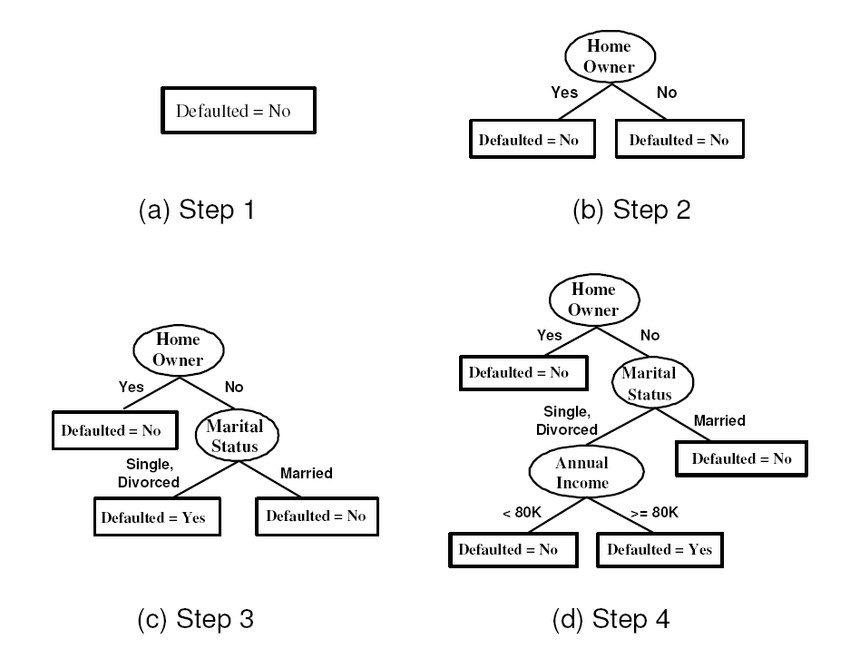 Defaulted = No
(a) Step 1
Home
Owner
Yes
No
Defaulted = No
Defaulted = No
(b) Step 2
Home
Owner
Yes
No
Defaulted = No
Marital
Status
Single,
Divorced
Married
Defaulted = Yes
Defaulted = No
(c) Step 3
Home
Owner
Yes
No
Defaulted = No
Marital
Status
Single,
Divorced
Married
Defaulted = No
Annual
Income
< 80K
>= 80K
Defaulted = No
Defaulted = Yes
(d) Step 4